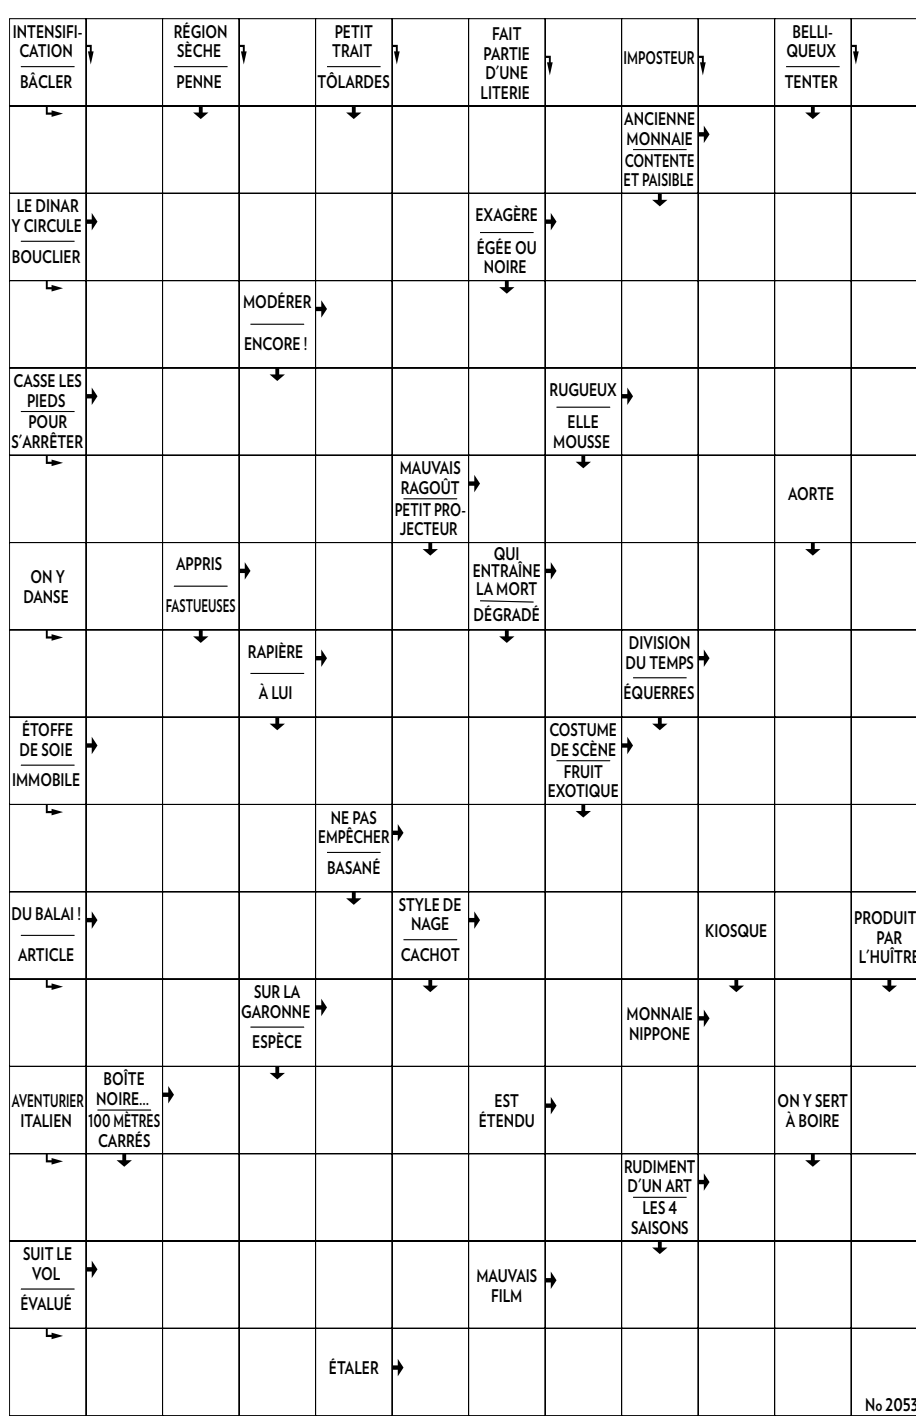 INTENSIFI-
CATION
BÂCLER
RÉGION
SÈCHE
PENNE
PETIT
TRAIT
TÔLARDES
FAIT
PARTIE
D'UNE
LITERIE
IMPOSTEUR
BELLI-
QUEUX
TENTER
ANCIENNE
MONNAIE
CONTENTE
ET PAISIBLE
LE DINAR
Y CIRCULE
BOUCLIER
EXAGÈRE
ÉGÉE OU
NOIRE
MODÉRER
ENCORE !
CASSE LES
PIEDS
POUR
S'ARRÊTER
RUGUEUX
ELLE
MOUSSE
MAUVAIS
RAGOÛT
PETIT PRO-
JECTEUR
AORTE
ON Y
DANSE
APPRIS
FASTUEUSES
QUI
ENTRAÎNE
LA MORT
DÉGRADÉ
RAPIÈRE
À LUI
DIVISION
DU TEMPS
ÉQUERRES
ÉTOFFE
DE SOIE
IMMOBILE
COSTUME
DE SCÈNE
FRUIT
EXOTIQUE
NE PAS
EMPÊCHER
BASANÉ
DU BALAI !
ARTICLE
STYLE DE
NAGE
CACHOT
KIOSQUE
PRODUIT
PAR
L'HUÎTRE
SUR LA
GARONNE
ESPÈCE
MONNAIE
NIPPONE
AVENTURIER
ITALIEN
BOÎTE
NOIRE...
100 MÈTRES
CARRÉS
EST
ÉTENDU
ON Y SERT
À BOIRE
RUDIMENT
D'UN ART
LES 4
SAISONS
SUIT LE
VOL
ÉVALUÉ
MAUVAIS
FILM
ÉTALER
No 2053